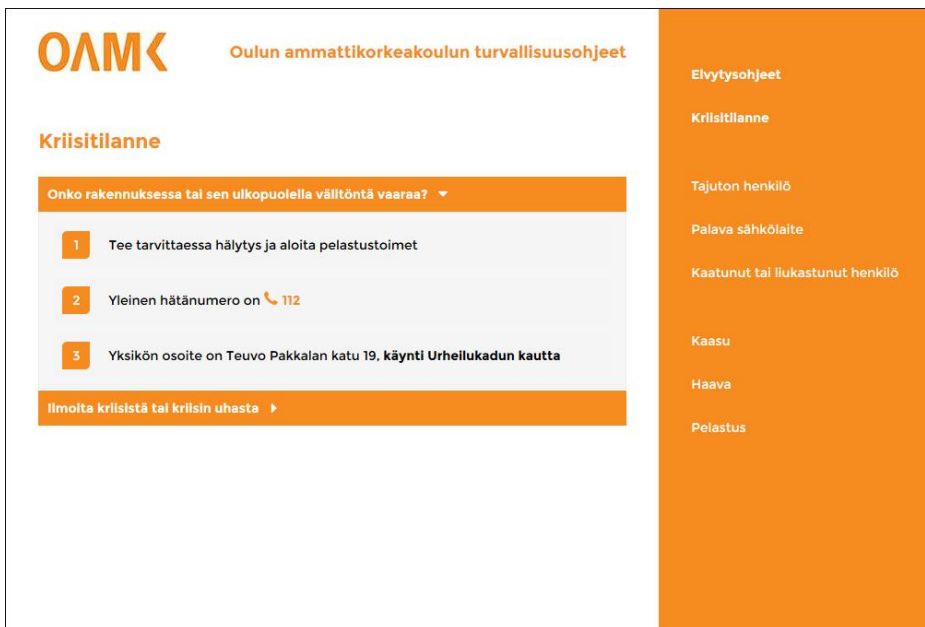 OAMK
Oulun ammattikorkeakoulun turvallisuusohjeet
Kriisitilanne
Onko rakennuksessa tai sen ulkopuolella välitöntä vaaraa?
1 Tee tarvittaessa hälytys ja aloita pelastustoimet
2 Yleinen hätänumero on 112
3 Yksikön osoite on Teuvo Pakkalan katu 19, käynti Urheilukadun kautta
Ilmoita kriisistä tai kriisin uhasta
Elvytysohjeet
Kriisitilanne
Tajuton henkilö
Palava sähkölaite
Kaatunut tai liukastunut henkilö
Kaasu
Haava
Pelastus